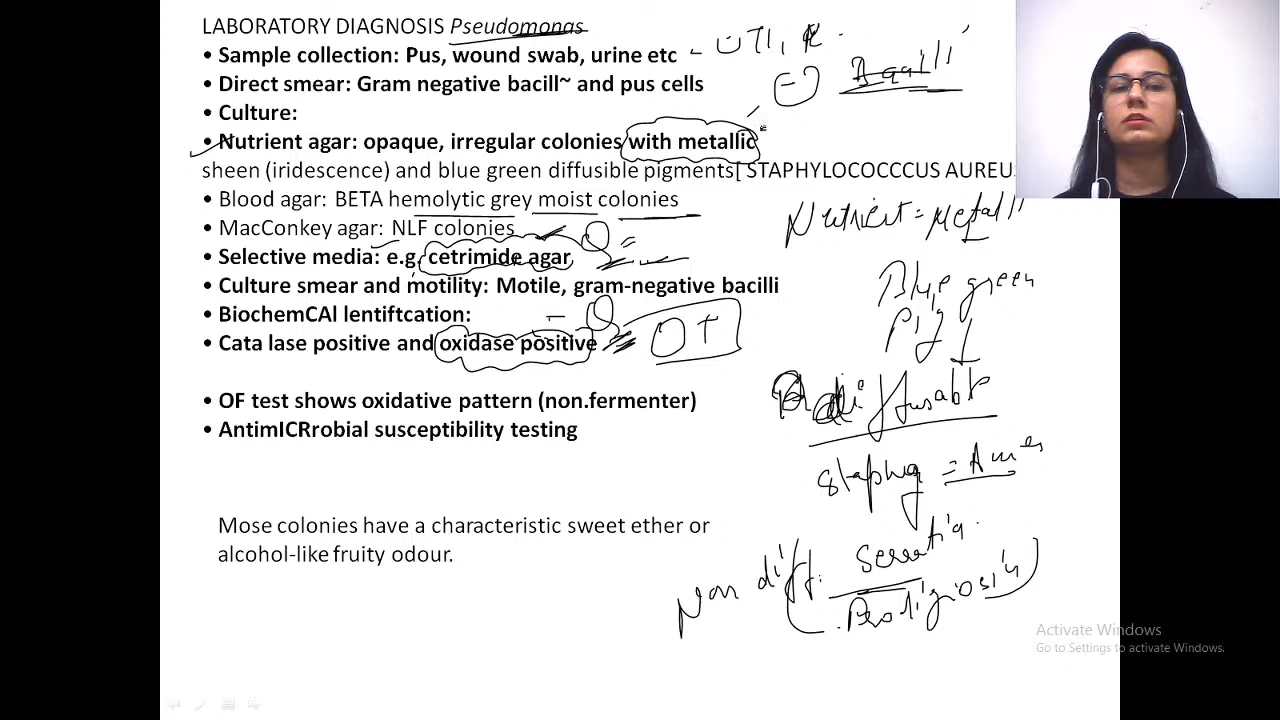 LABORATORY DIAGNOSIS Pseudomonas
• Sample collection: Pus, wound swab, urine etc - UTI,
• Direct smear: Gram negative bacill~ and pus cells
(-) Bacilli
• Culture:
• Nutrient agar: opaque, irregular colonies with metallic
sheen (iridescence) and blue green diffusible pigments[ STAPHYLOCOCCCUS AUREUS
• Blood agar: BETA hemolytic grey moist colonies
Nutrient = Metalli
• MacConkey agar: NLF colonies
• Selective media: e.g. cetrimide agar
• Culture smear and motility: Motile, gram-negative bacilli
Blue green
• BiochemCAl lentiftcation:
Pig
• Cata lase positive and oxidase positive OT
diffusable
• OF test shows oxidative pattern (non.fermenter)
• AntimICRrobial susceptibility testing
Staphy =
Mose colonies have a characteristic sweet ether or
alcohol-like fruity odour.
Non diff. Serratia
Prodigiosin
Activate Windows
Go to Settings to activate Windows.